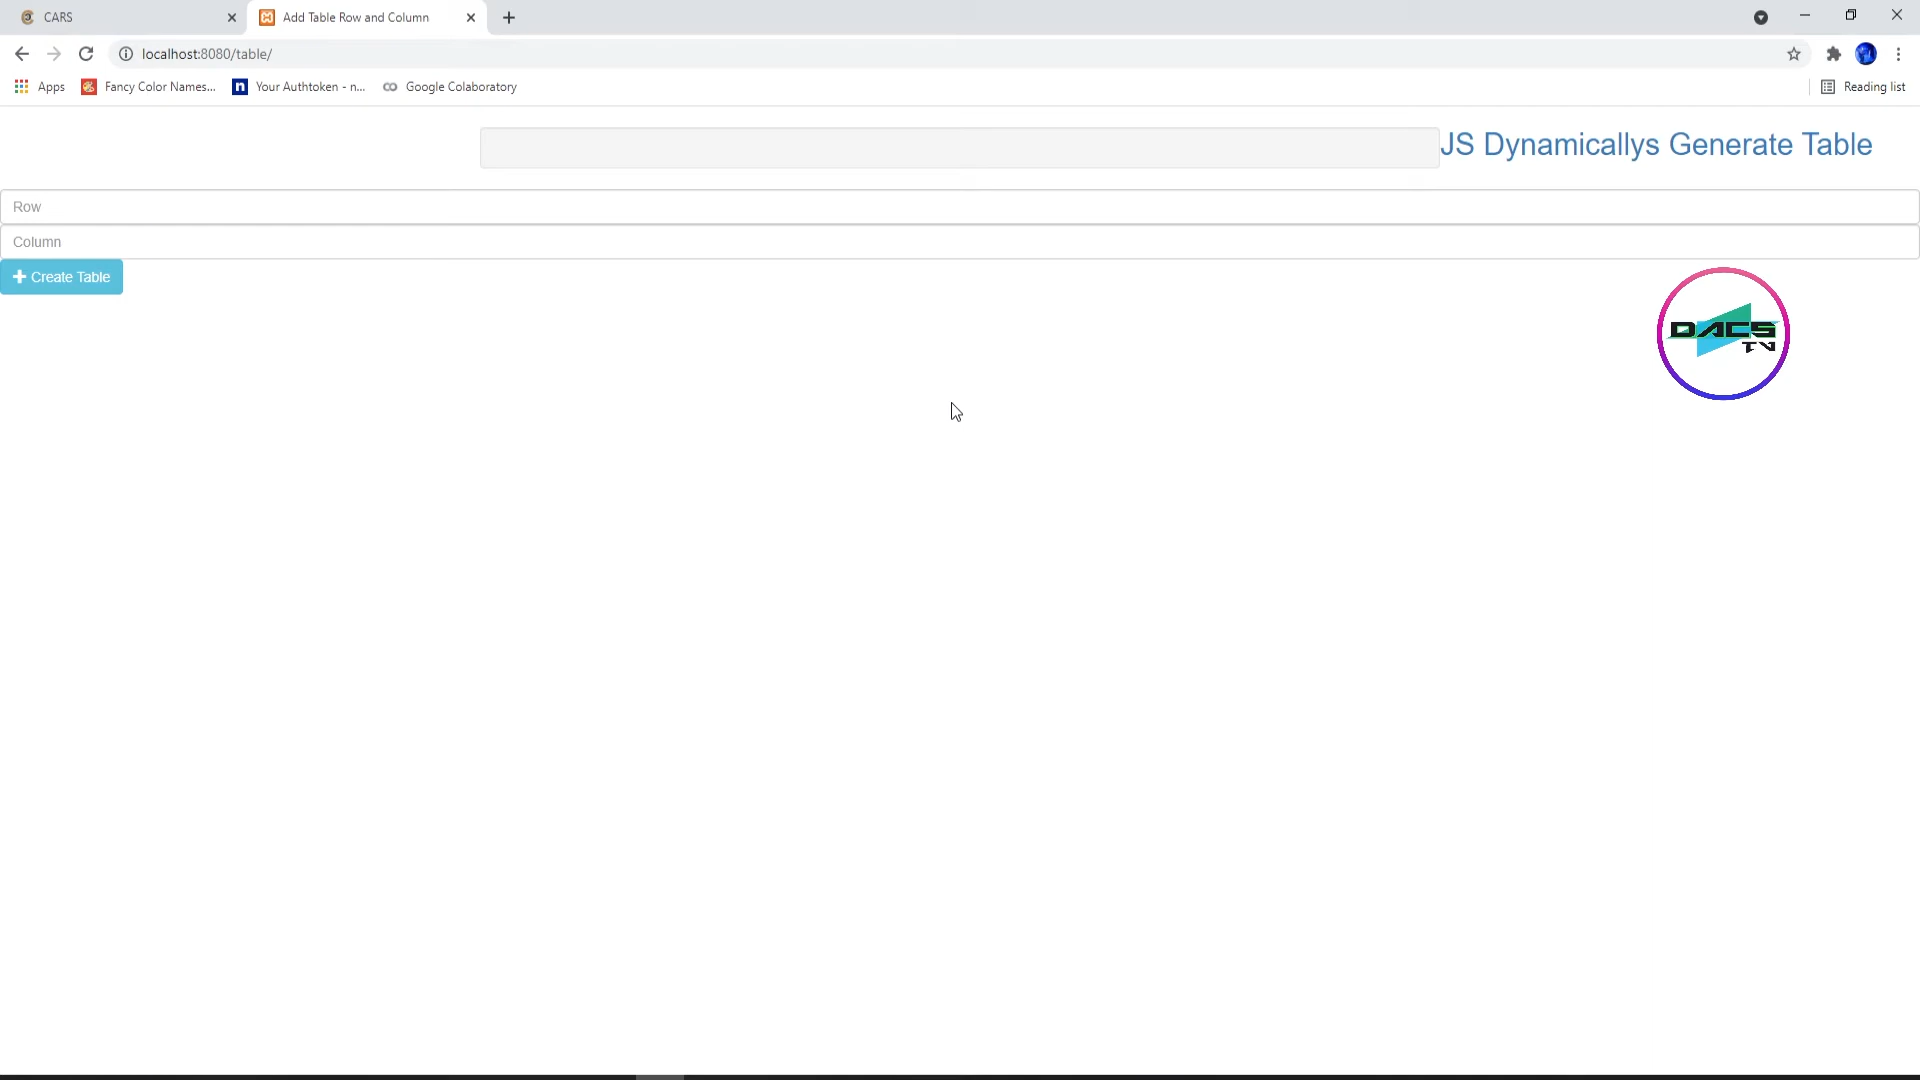 CARS
Add Table Row and Column
localhost:8080/table/
Apps
Fancy Color Names...
Your Authtoken - n...
Google Colaboratory
Reading list
JS Dynamicallys Generate Table
Row
Column
Create Table
DACS
TV